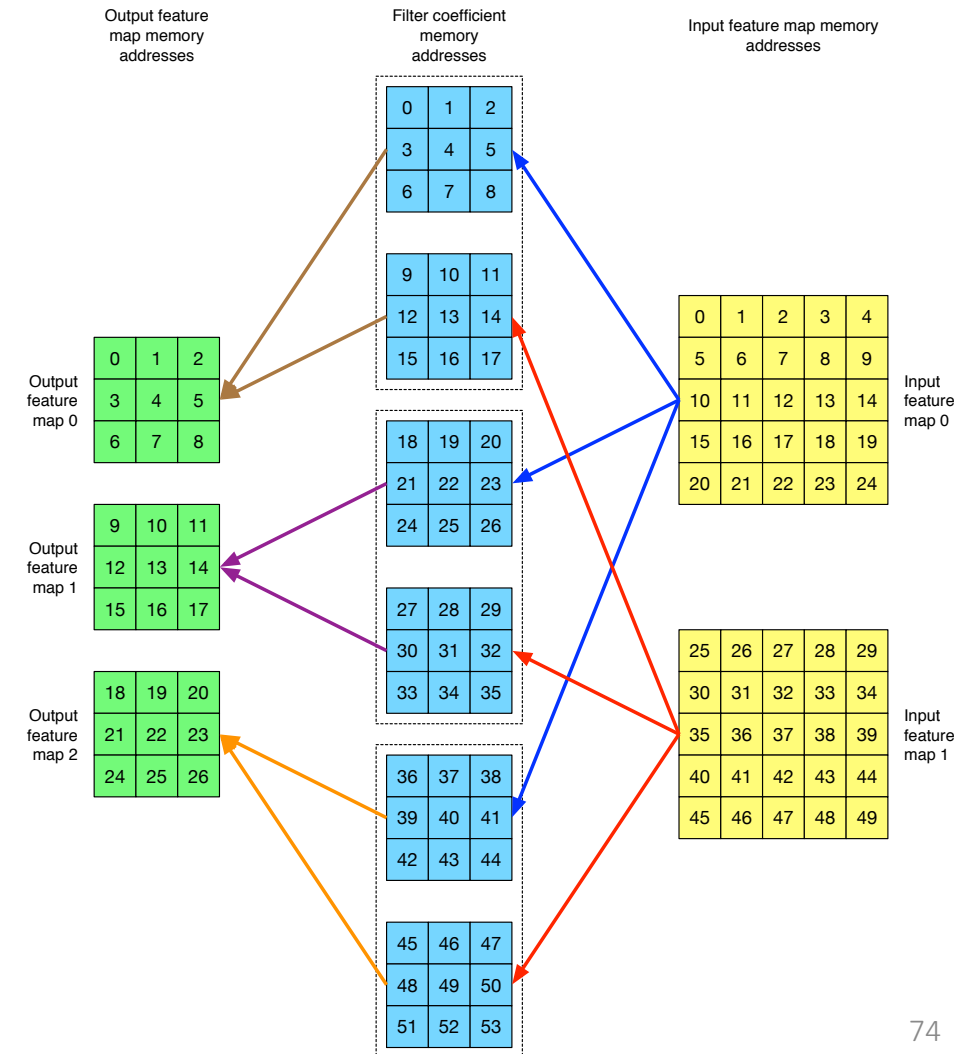 Output feature
map memory
addresses
Filter coefficient
memory
addresses
Input feature map memory
addresses
0 1 2
3 4 5
6 7 8
9 10 11
12 13 14
15 16 17
18 19 20
21 22 23
24 25 26
27 28 29
30 31 32
33 34 35
36 37 38
39 40 41
42 43 44
45 46 47
48 49 50
51 52 53
Output
feature
map 0
0 1 2
3 4 5
6 7 8
Output
feature
map 1
9 10 11
12 13 14
15 16 17
Output
feature
map 2
18 19 20
21 22 23
24 25 26
0 1 2 3 4
5 6 7 8 9
10 11 12 13 14
15 16 17 18 19
20 21 22 23 24
Input
feature
map 0
25 26 27 28 29
30 31 32 33 34
35 36 37 38 39
40 41 42 43 44
45 46 47 48 49
Input
feature
map 1
74